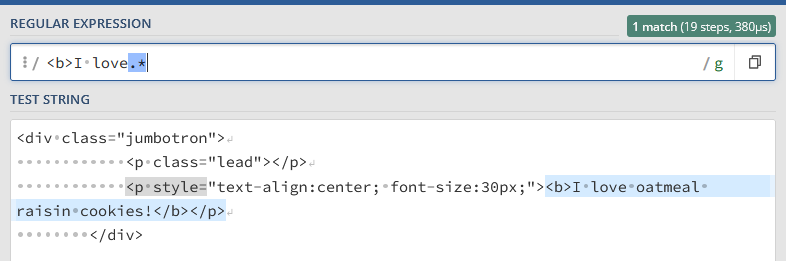 REGULAR EXPRESSION
1 match (19 steps, 380µs)
/ <b>I love.* / g
TEST STRING
<div class="jumbotron">
            <p class="lead"></p>
            <p style="text-align:center; font-size:30px;"><b>I love oatmeal
raisin cookies!</b></p>
        </div>